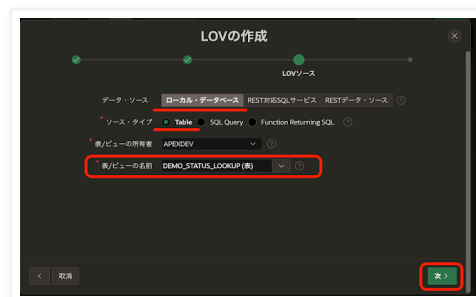 LOVの作成
LOVソース
データ・ソース ローカル・データベース REST対応SQLサービス RESTデータ・ソース ?
* ソース・タイプ Table SQL Query Function Returning SQL ?
* 表/ビューの所有者 APEXDEV ?
* 表/ビューの名前 DEMO_STATUS_LOOKUP (表) ?
取消
次